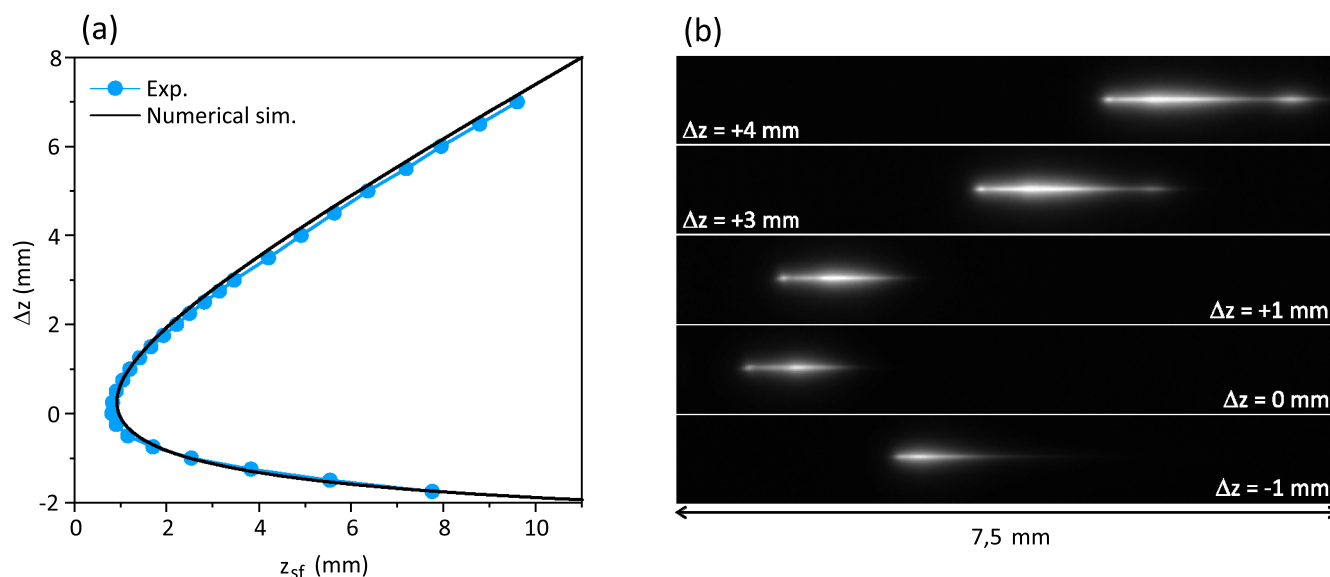 (a)
8
6
4
2
0
-2
Δz (mm)
Exp.
Numerical sim.
0 2 4 6 8 10
z_sf (mm)
(b)
Δz = +4 mm
Δz = +3 mm
Δz = +1 mm
Δz = 0 mm
Δz = -1 mm
7,5 mm